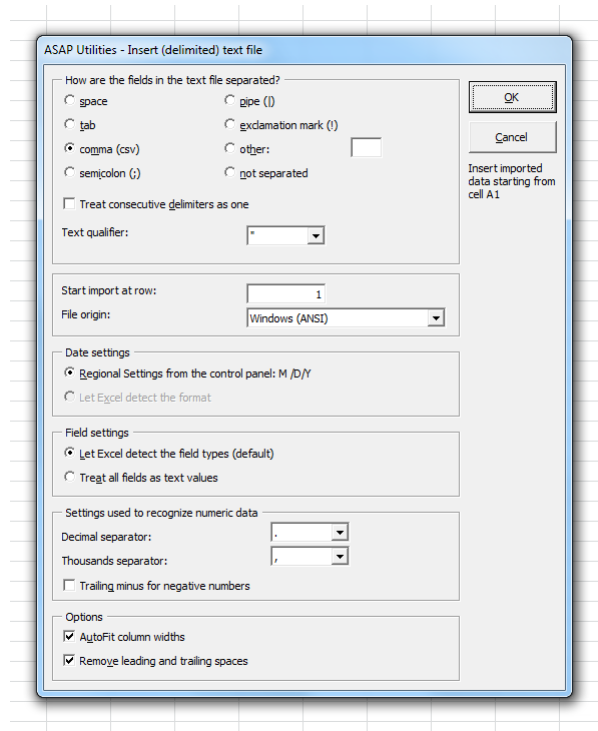 ASAP Utilities - Insert (delimited) text file
How are the fields in the text file separated?
space
pipe (|)
tab
exclamation mark (!)
comma (csv)
other:
semicolon (;)
not separated
Treat consecutive delimiters as one
Text qualifier:
"
OK
Cancel
Insert imported
data starting from
cell A1
Start import at row:
1
File origin:
Windows (ANSI)
Date settings
Regional Settings from the control panel: M /D/Y
Let Excel detect the format
Field settings
Let Excel detect the field types (default)
Treat all fields as text values
Settings used to recognize numeric data
Decimal separator:
.
Thousands separator:
,
Trailing minus for negative numbers
Options
AutoFit column widths
Remove leading and trailing spaces